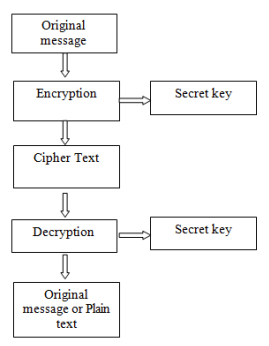 Original
message
Encryption
Secret key
Cipher Text
Decryption
Secret key
Original
message or Plain
text